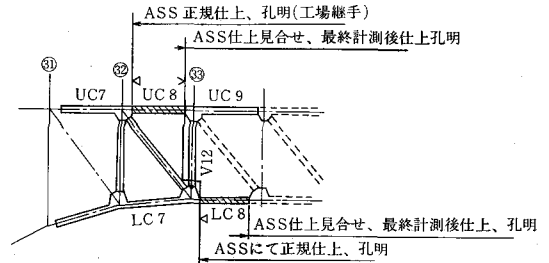 ASS 正規仕上、孔明(工場継手)
ASS仕上見合せ、最終計測後仕上孔明
㉛ ㉜ ㉝
UC7 UC 8 UC 9
V12
LC 7 LC 8
ASS仕上見合せ、最終計測後仕上、孔明
ASSにて正規仕上、孔明